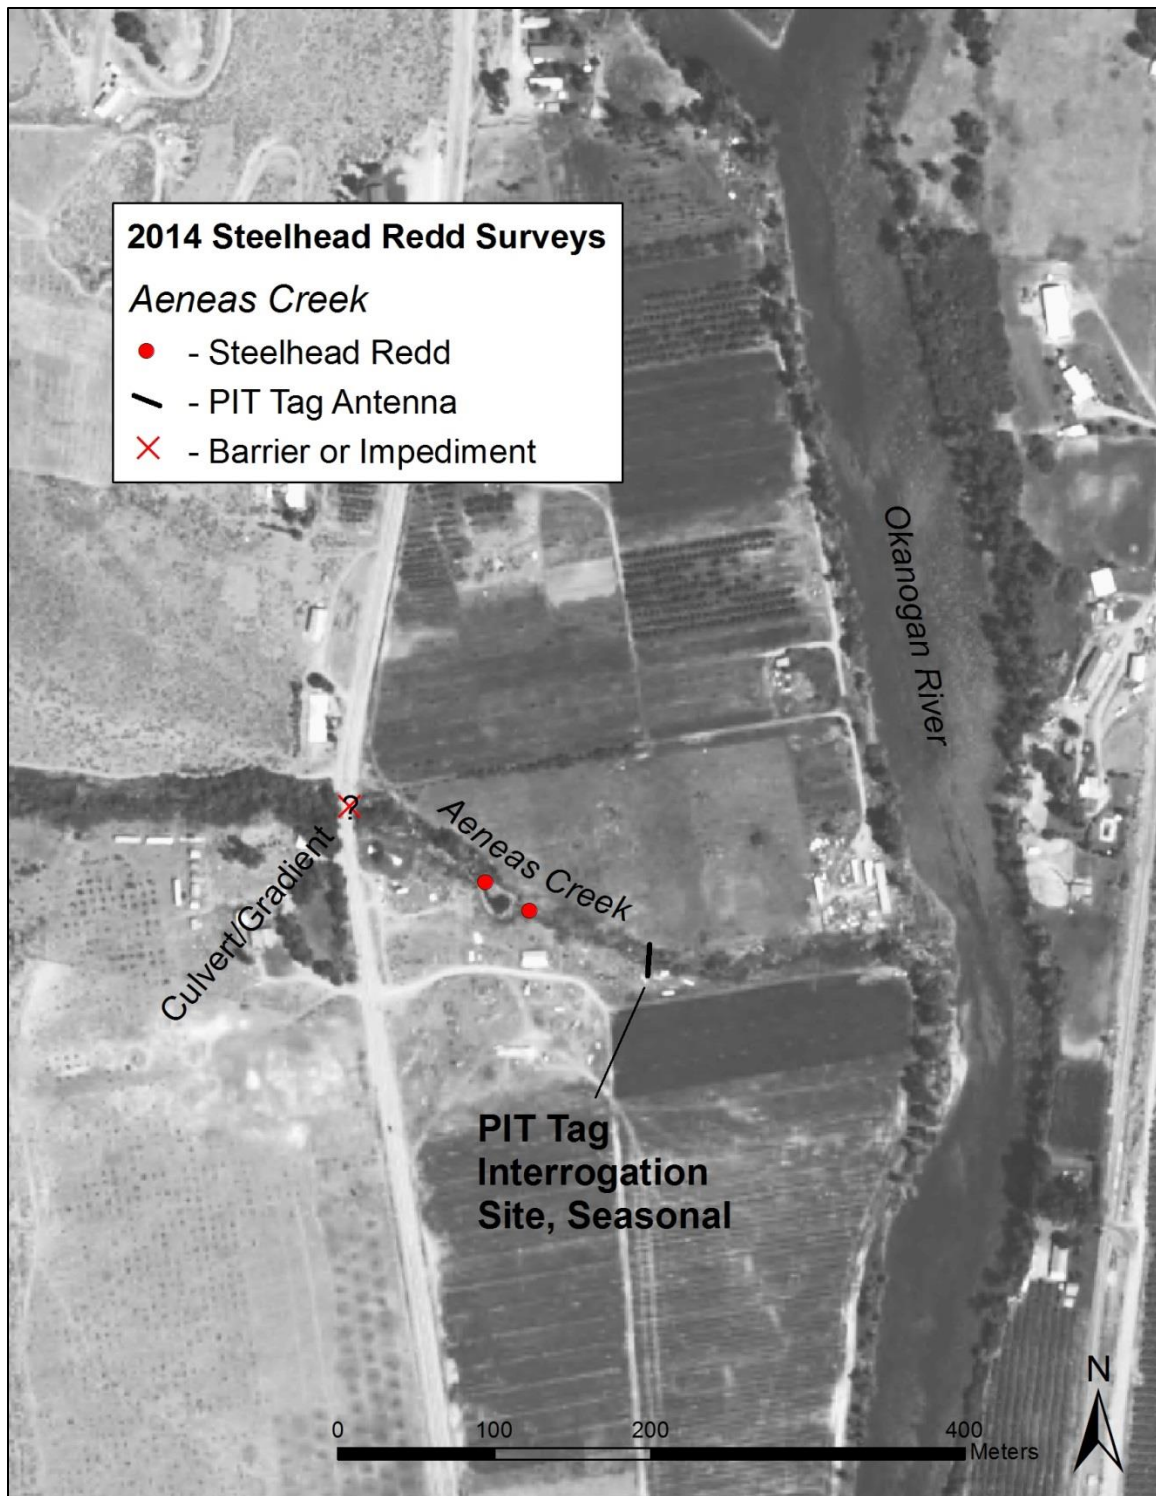 2014 Steelhead Redd Surveys
Aeneas Creek
- Steelhead Redd
- PIT Tag Antenna
- Barrier or Impediment
Okanogan River
?
Aeneas Creek
Culvert/Gradient
PIT Tag
Interrogation
Site, Seasonal
N
0 100 200 400
Meters